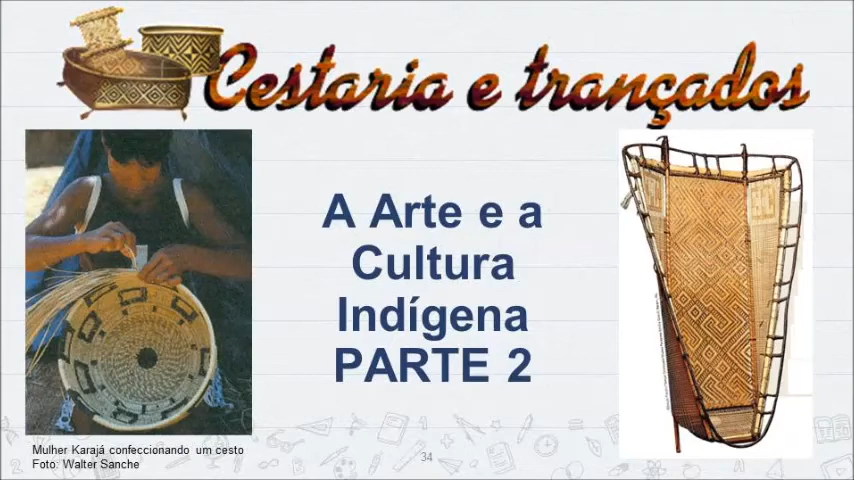 Cestaria e trançados
A Arte e a
Cultura
Indígena
PARTE 2
Mulher Karajá confeccionando um cesto
Foto: Walter Sanche
34